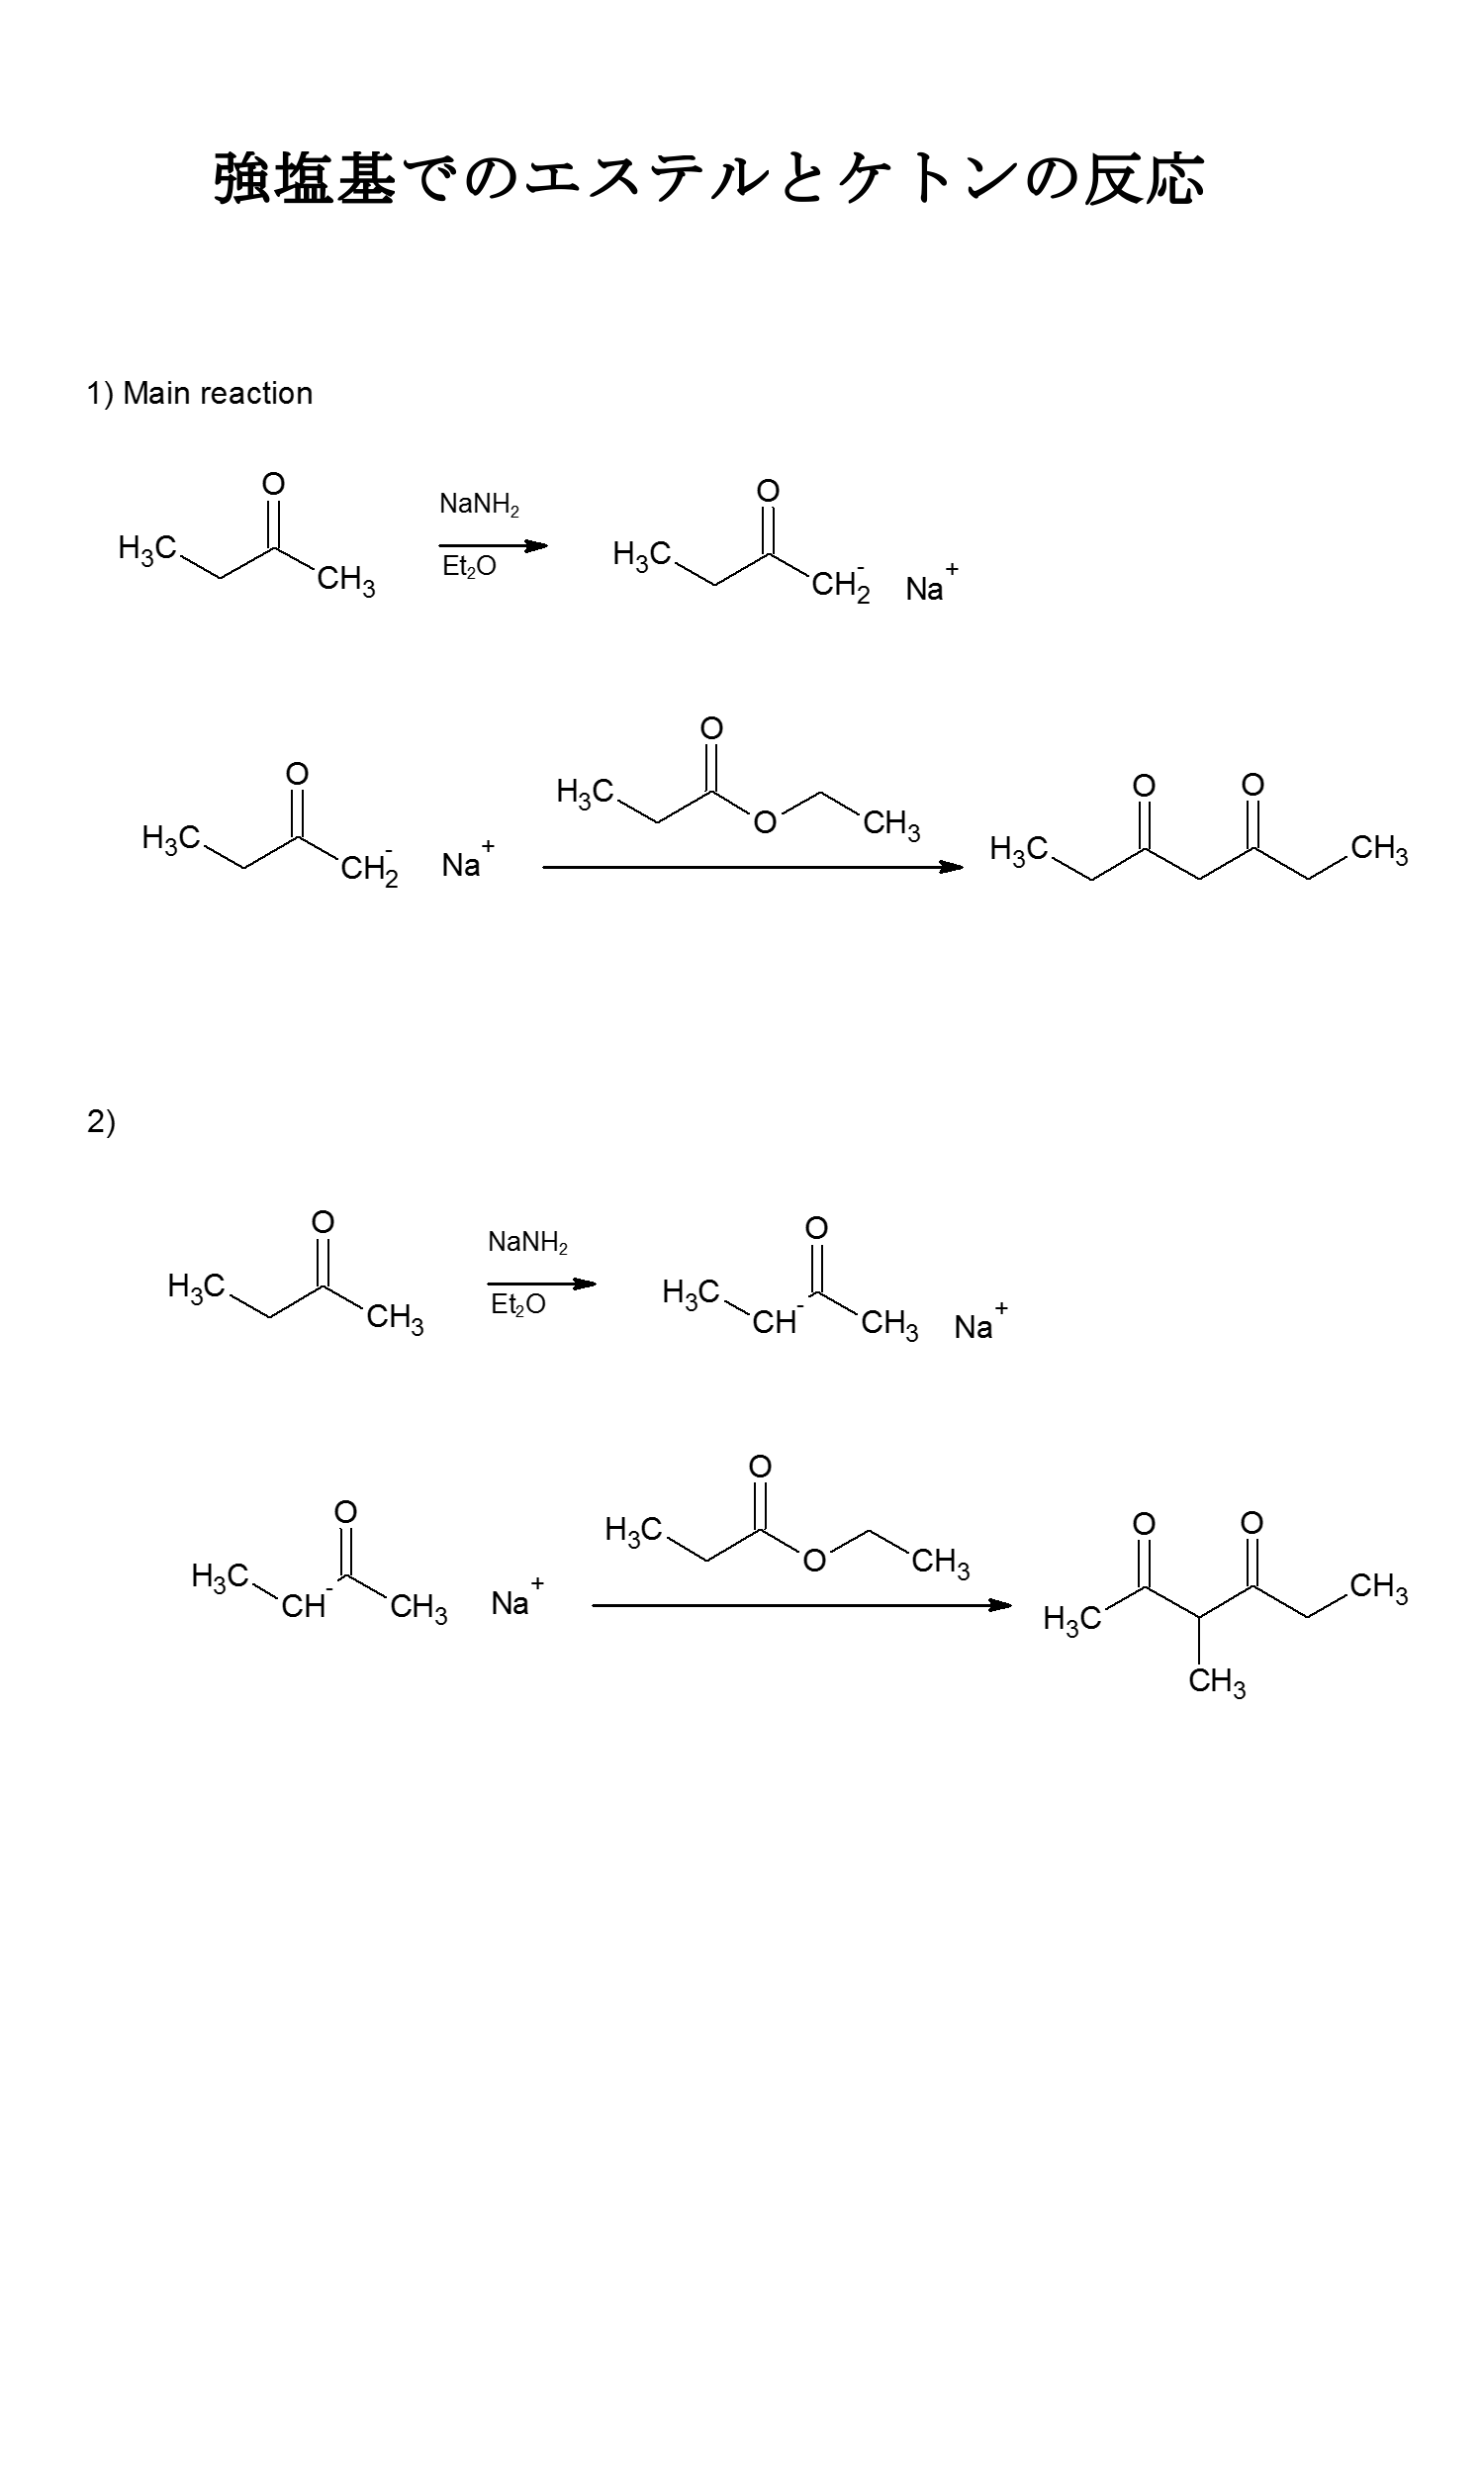 強塩基でのエステルとケトンの反応
1) Main reaction
O
H3C
CH3
NaNH2
Et2O
O
H3C
CH2-
Na+
O
H3C
CH2-
Na+
O
H3C
O
CH3
O
O
H3C
CH3
2)
O
H3C
CH3
NaNH2
Et2O
O
H3C
CH-
CH3
Na+
O
H3C
CH-
CH3
Na+
O
H3C
O
CH3
O
O
H3C
CH3
CH3